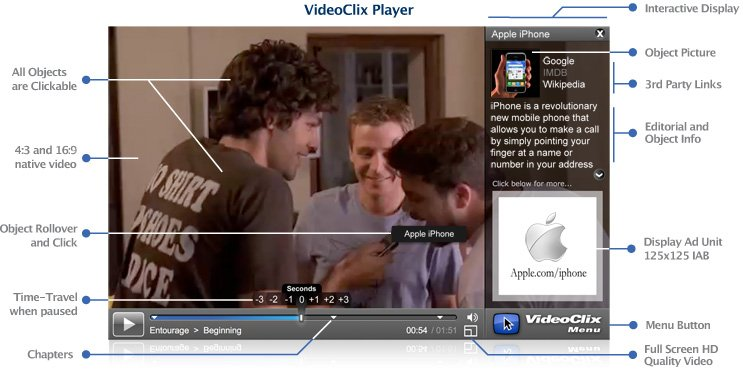 VideoClix Player
Interactive Display
Apple iPhone
X
Object Picture
Google
IMDB
Wikipedia
3rd Party Links
All Objects
are Clickable
iPhone is a revolutionary
new mobile phone that
allows you to make a call
by simply pointing your
finger at a name or
number in your address
Editorial and
Object Info
4:3 and 16:9
native video
O SHIRT
SHOES
DICE
Click below for more...
Object Rollover
and Click
Apple iPhone
Apple.com/iphone
Display Ad Unit
125x125 IAB
Time-Travel
when paused
Seconds
-3 -2 -1 0 +1 +2 +3
Entourage > Beginning
00:54 / 01:51
VideoClix
Menu
Menu Button
Chapters
Full Screen HD
Quality Video